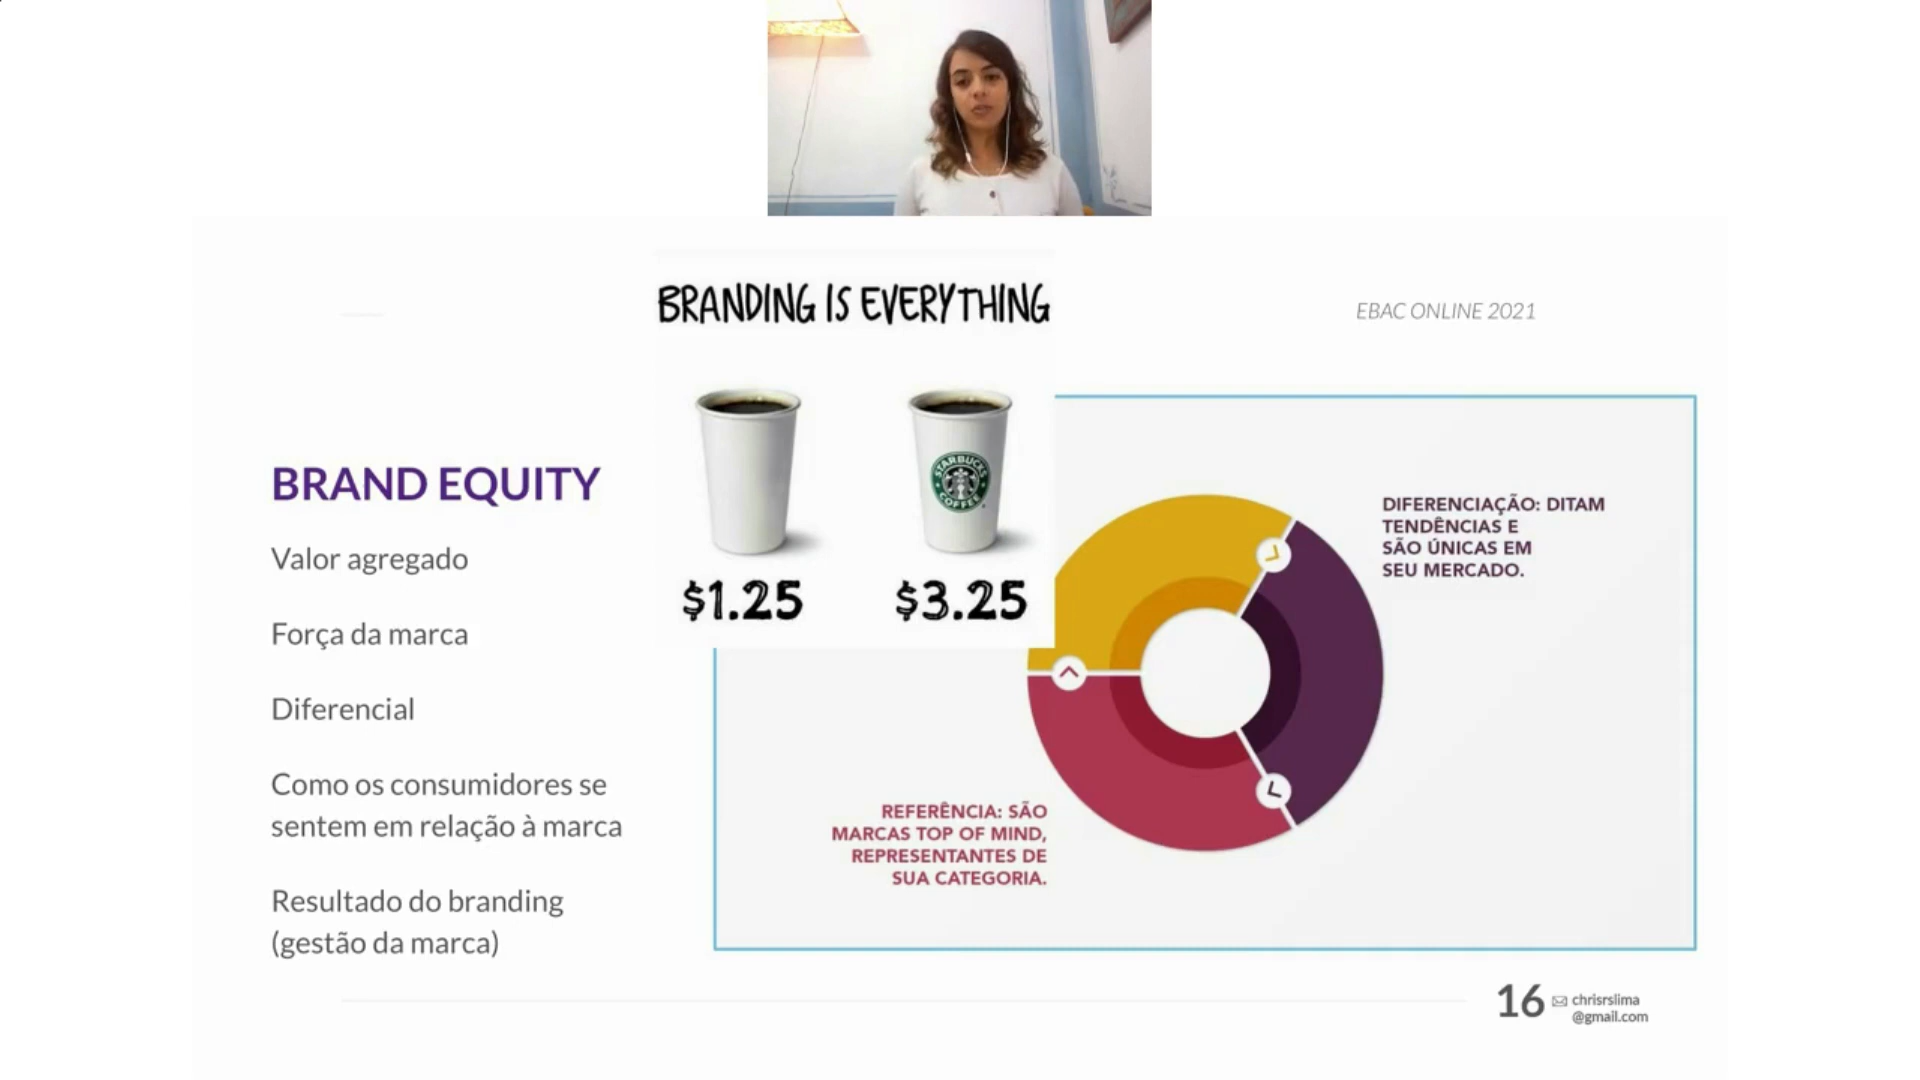 BRANDING IS EVERYTHING
EBAC ONLINE 2021
BRAND EQUITY
Valor agregado
Força da marca
Diferencial
Como os consumidores se
sentem em relação à marca
Resultado do branding
(gestão da marca)
STARBUCKS
COFFEE
$1.25
$3.25
DIFERENCIAÇÃO: DITAM
TENDÊNCIAS E
SÃO ÚNICAS EM
SEU MERCADO.
REFERÊNCIA: SÃO
MARCAS TOP OF MIND,
REPRESENTANTES DE
SUA CATEGORIA.
16
chrisrslima
@gmail.com